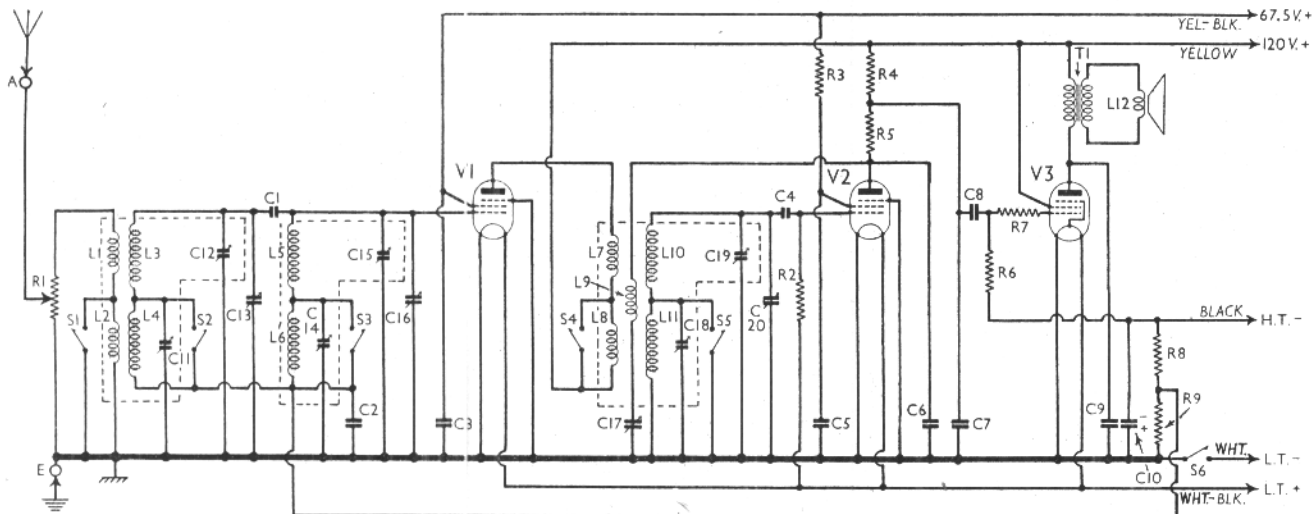 67.5 V.+
YEL-BLK.
120 V.+
YELLOW
T1
A
R3
R4
L12
R5
V1
V2
V3
C1
C4
C8
R7
L1
L3
C12
L5
C15
L7
L10
C19
R2
R6
R1
L9
S1
L2
L4
S2
C13
L6
C 14
S3
C16
S4
L8
L11
C18
S5
C 20
BLACK
H.T.-
C11
R8
C2
C3
C17
C5
C6
C7
C9
- +
R9
E
WHT.
L.T.-
C10
S6
L.T.+
WHT.-BLK.